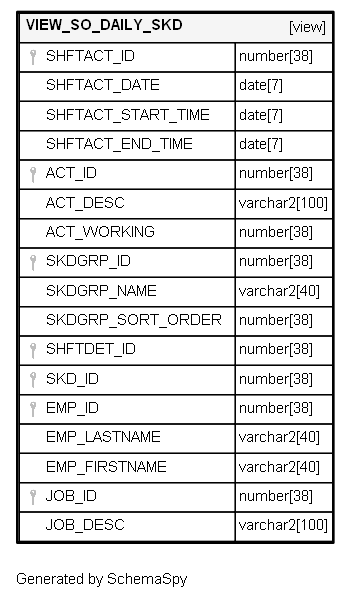 VIEW_SO_DAILY_SKD [view]
SHFTACT_ID number[38]
SHFTACT_DATE date[7]
SHFTACT_START_TIME date[7]
SHFTACT_END_TIME date[7]
ACT_ID number[38]
ACT_DESC varchar2[100]
ACT_WORKING number[38]
SKDGRP_ID number[38]
SKDGRP_NAME varchar2[40]
SKDGRP_SORT_ORDER number[38]
SHFTDET_ID number[38]
SKD_ID number[38]
EMP_ID number[38]
EMP_LASTNAME varchar2[40]
EMP_FIRSTNAME varchar2[40]
JOB_ID number[38]
JOB_DESC varchar2[100]
Generated by SchemaSpy